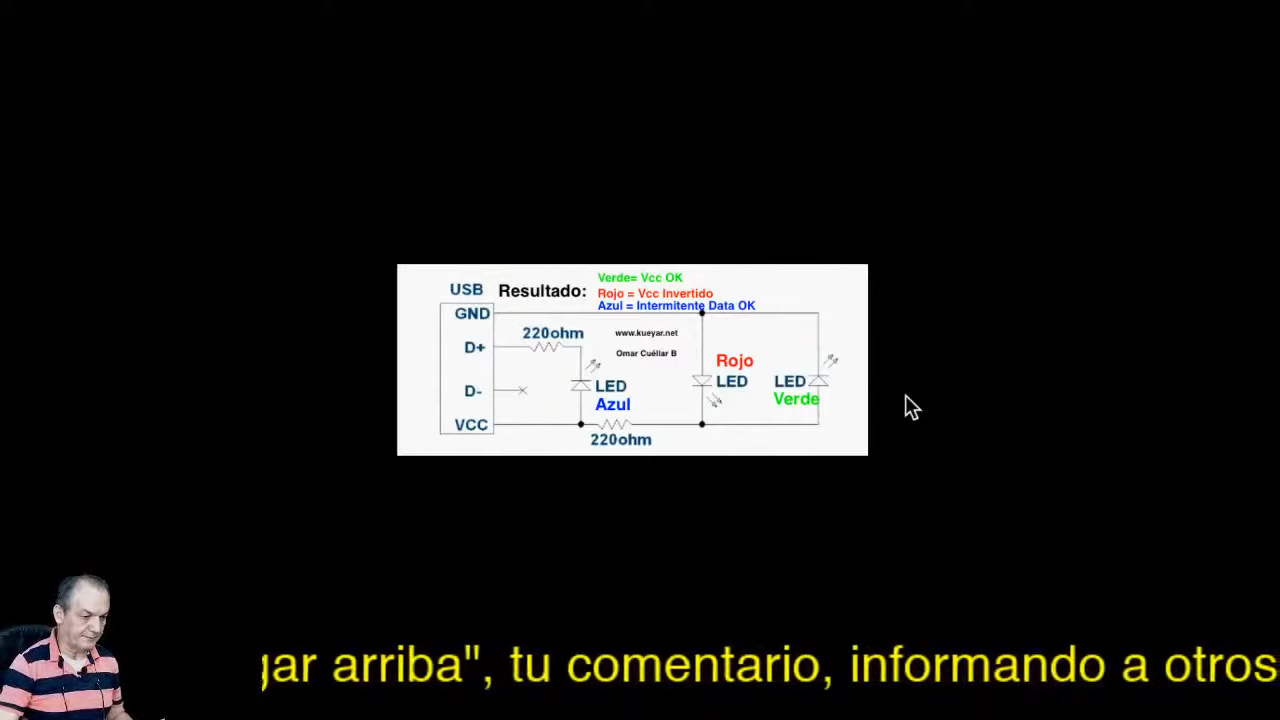 Verde= Vcc OK
USB Resultado: Rojo = Vcc Invertido
Azul = Intermitente Data OK
GND
220ohm www.kueyar.net
D+ Omar Cuéllar B
Rojo
D- LED LED LED
Azul Verde
VCC
220ohm
gar arriba", tu comentario, informando a otros